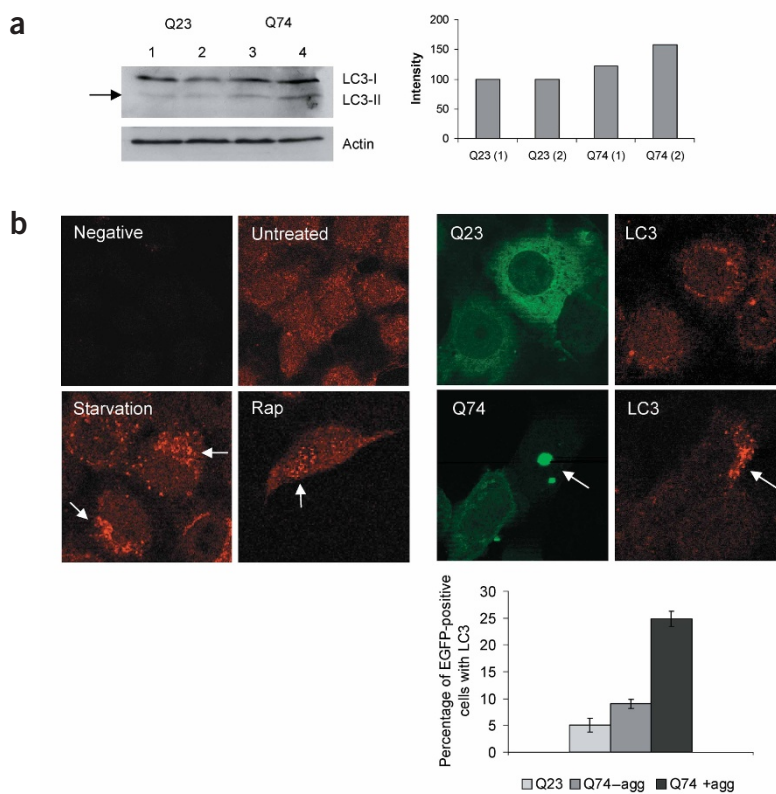 a
Q23 Q74
1 2 3 4
LC3-I
LC3-II
Actin
Intensity
200
150
100
50
0
Q23 (1) Q23 (2) Q74 (1) Q74 (2)
b
Negative Untreated
Starvation Rap
Q23 LC3
Q74 LC3
Percentage of EGFP-positive
cells with LC3
30
25
20
15
10
5
0
Q23 Q74–agg Q74 +agg